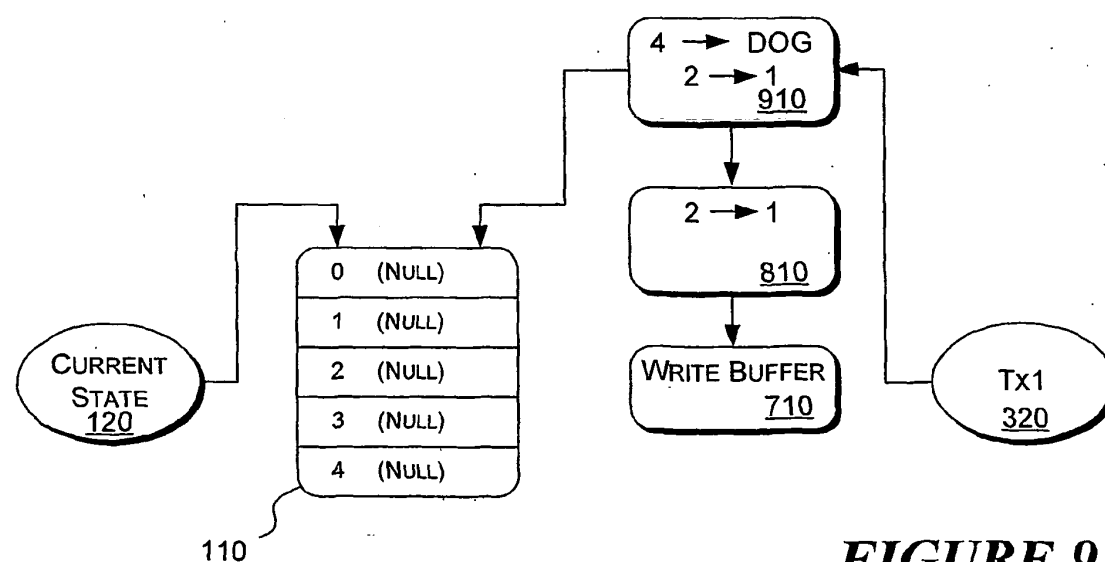 4 → DOG
2 → 1
910
2 → 1
810
WRITE BUFFER
710
CURRENT
STATE
120
0 (NULL)
1 (NULL)
2 (NULL)
3 (NULL)
4 (NULL)
110
TX1
320
FIGURE 9